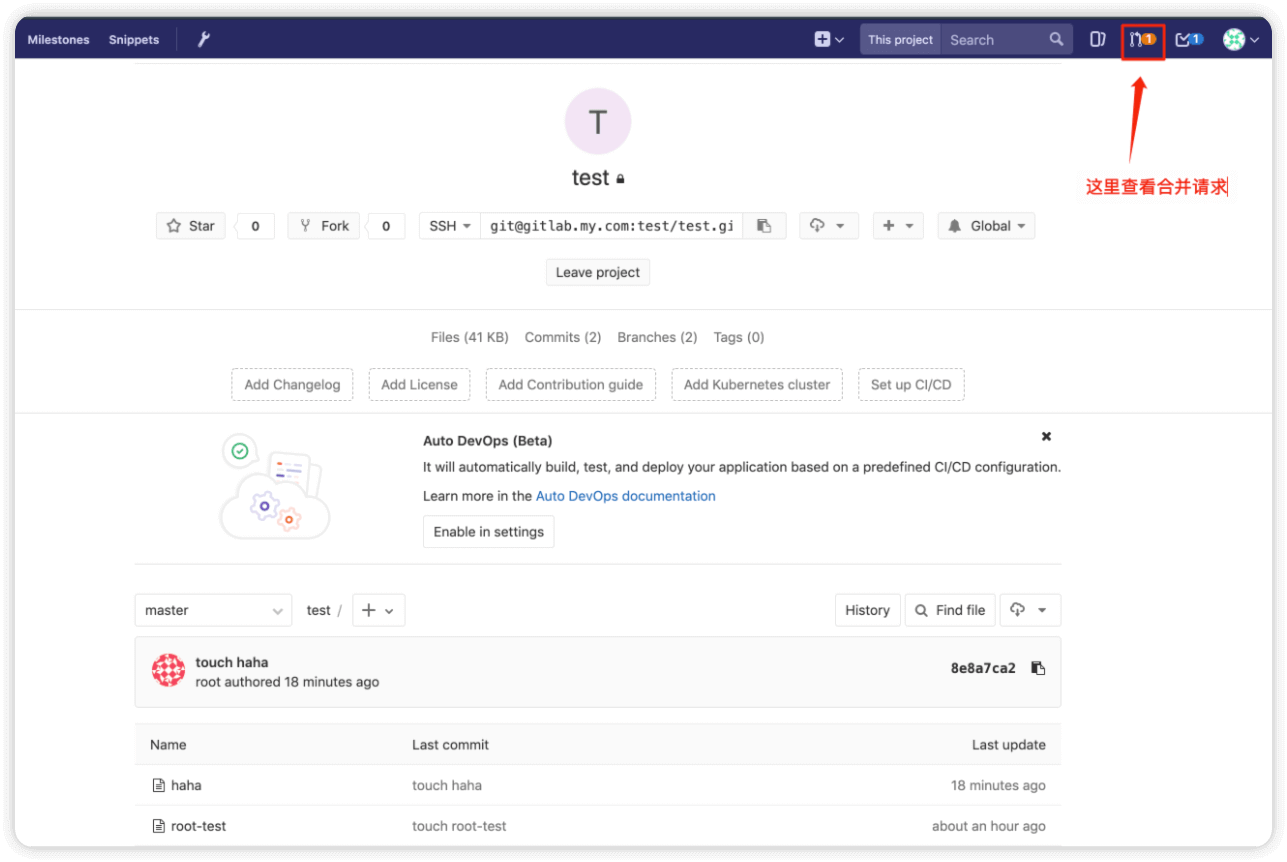 Milestones Snippets This project Search 1 1
这里查看合并请求
T
test
Star 0 Fork 0 SSH git@gitlab.my.com:test/test.gi Global
Leave project
Files (41 KB) Commits (2) Branches (2) Tags (0)
Add Changelog Add License Add Contribution guide Add Kubernetes cluster Set up CI/CD
Auto DevOps (Beta)
It will automatically build, test, and deploy your application based on a predefined CI/CD configuration.
Learn more in the Auto DevOps documentation
Enable in settings
master test / History Find file
touch haha
root authored 18 minutes ago
8e8a7ca2
Name Last commit Last update
haha touch haha 18 minutes ago
root-test touch root-test about an hour ago